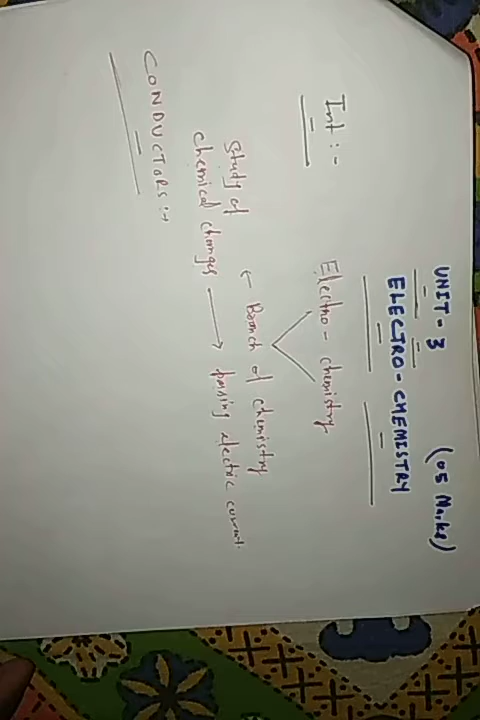 UNIT - 3 (05 Marks)
ELECTRO - CHEMISTRY
Int :-
Electro - chemistry
← Branch of chemistry
Study of
chemical changes → passing electric current.
CONDUCTORS :-